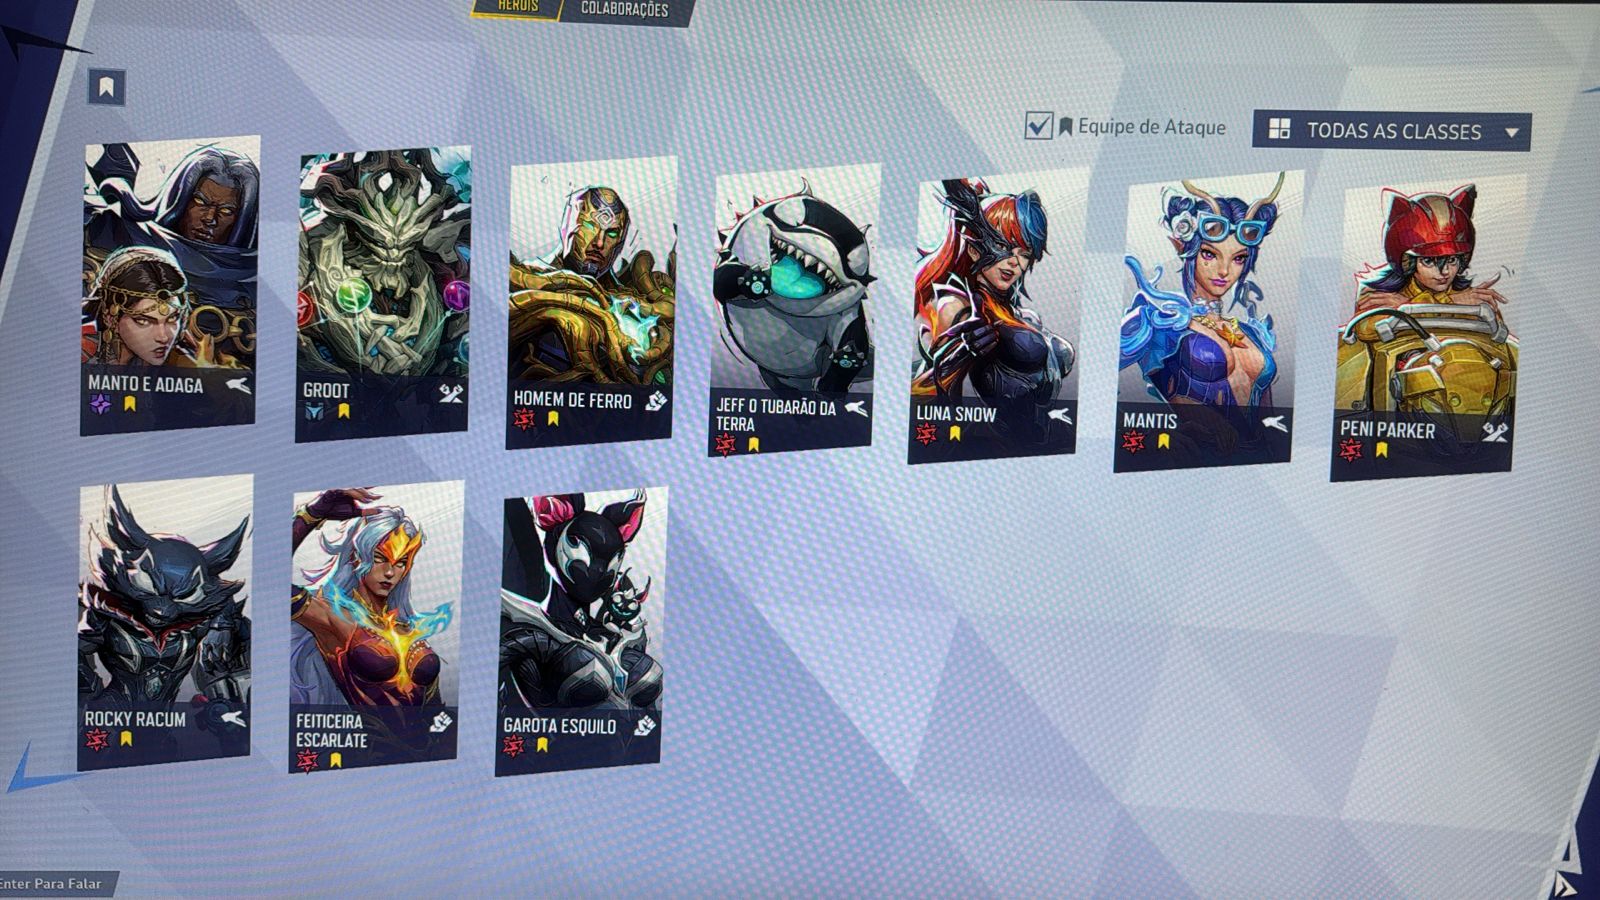 HERÓIS
COLABORAÇÕES
Equipe de Ataque
TODAS AS CLASSES
MANTO E ADAGA
GROOT
HOMEM DE FERRO
JEFF O TUBARÃO DA
TERRA
LUNA SNOW
MANTIS
PENI PARKER
ROCKY RACUM
FEITICEIRA
ESCARLATE
GAROTA ESQUILO
Enter Para Falar